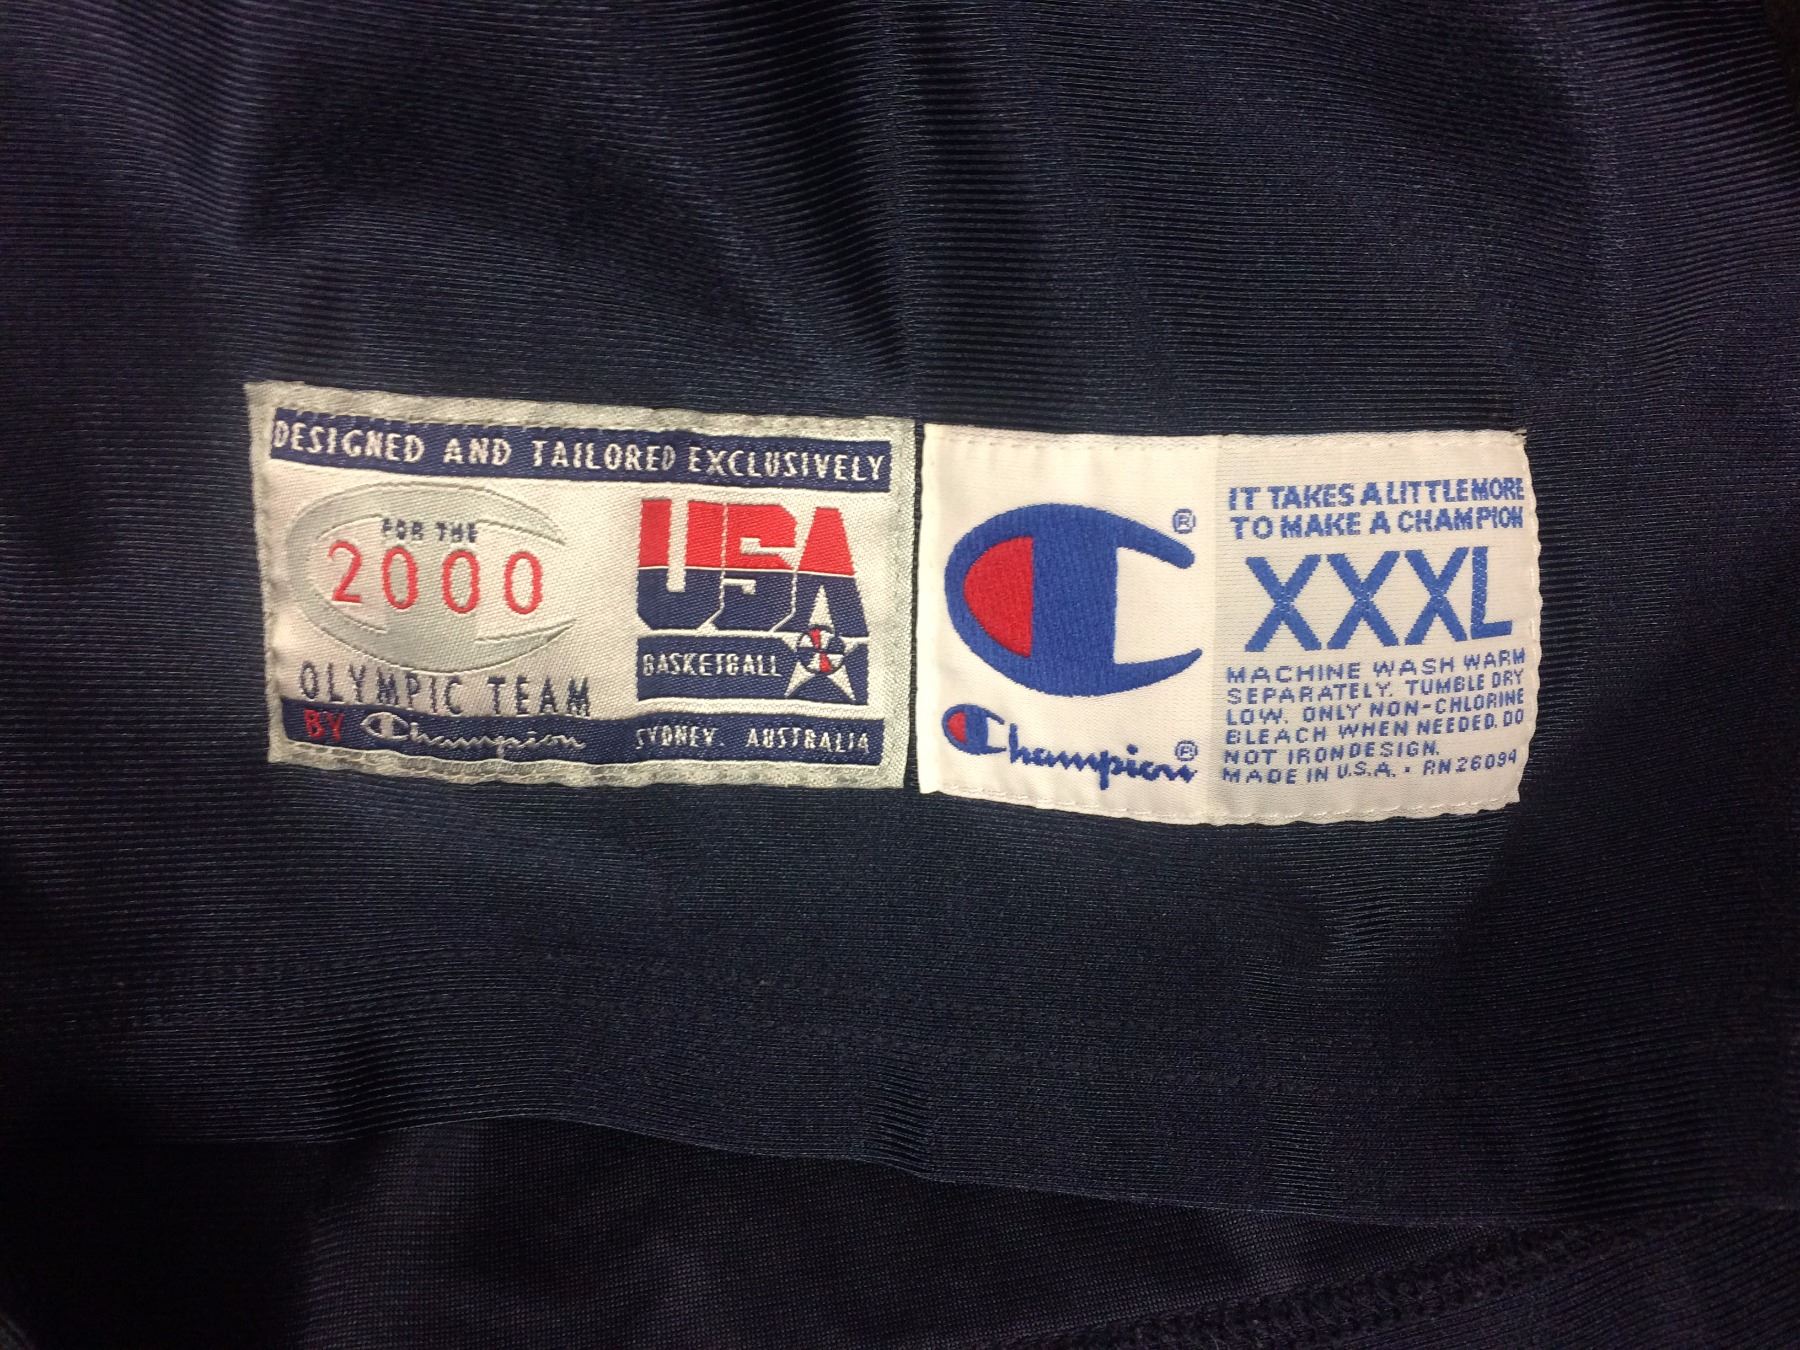 DESIGNED AND TAILORED EXCLUSIVELY
FOR THE
2000
OLYMPIC TEAM
BY Champion
USA
BASKETBALL
SYDNEY, AUSTRALIA
®
Champion®
IT TAKES A LITTLE MORE
TO MAKE A CHAMPION
XXXL
MACHINE WASH WARM
SEPARATELY. TUMBLE DRY
LOW. ONLY NON-CHLORINE
BLEACH WHEN NEEDED. DO
NOT IRON DESIGN.
MADE IN U.S.A. • RN 26094